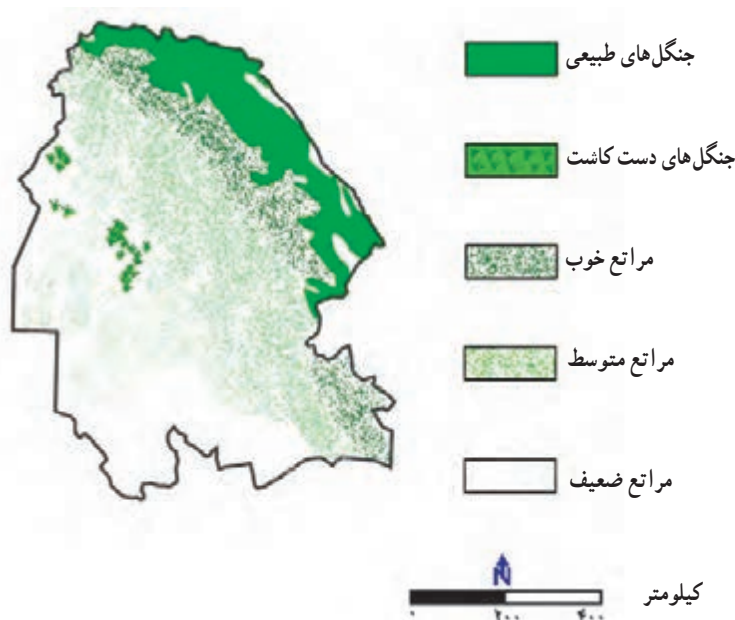 جنگل‌های طبیعی
جنگل‌های دست کاشت
مراتع خوب
مراتع متوسط
مراتع ضعیف
N
کیلومتر
۰ ۲۰۰ ۴۰۰